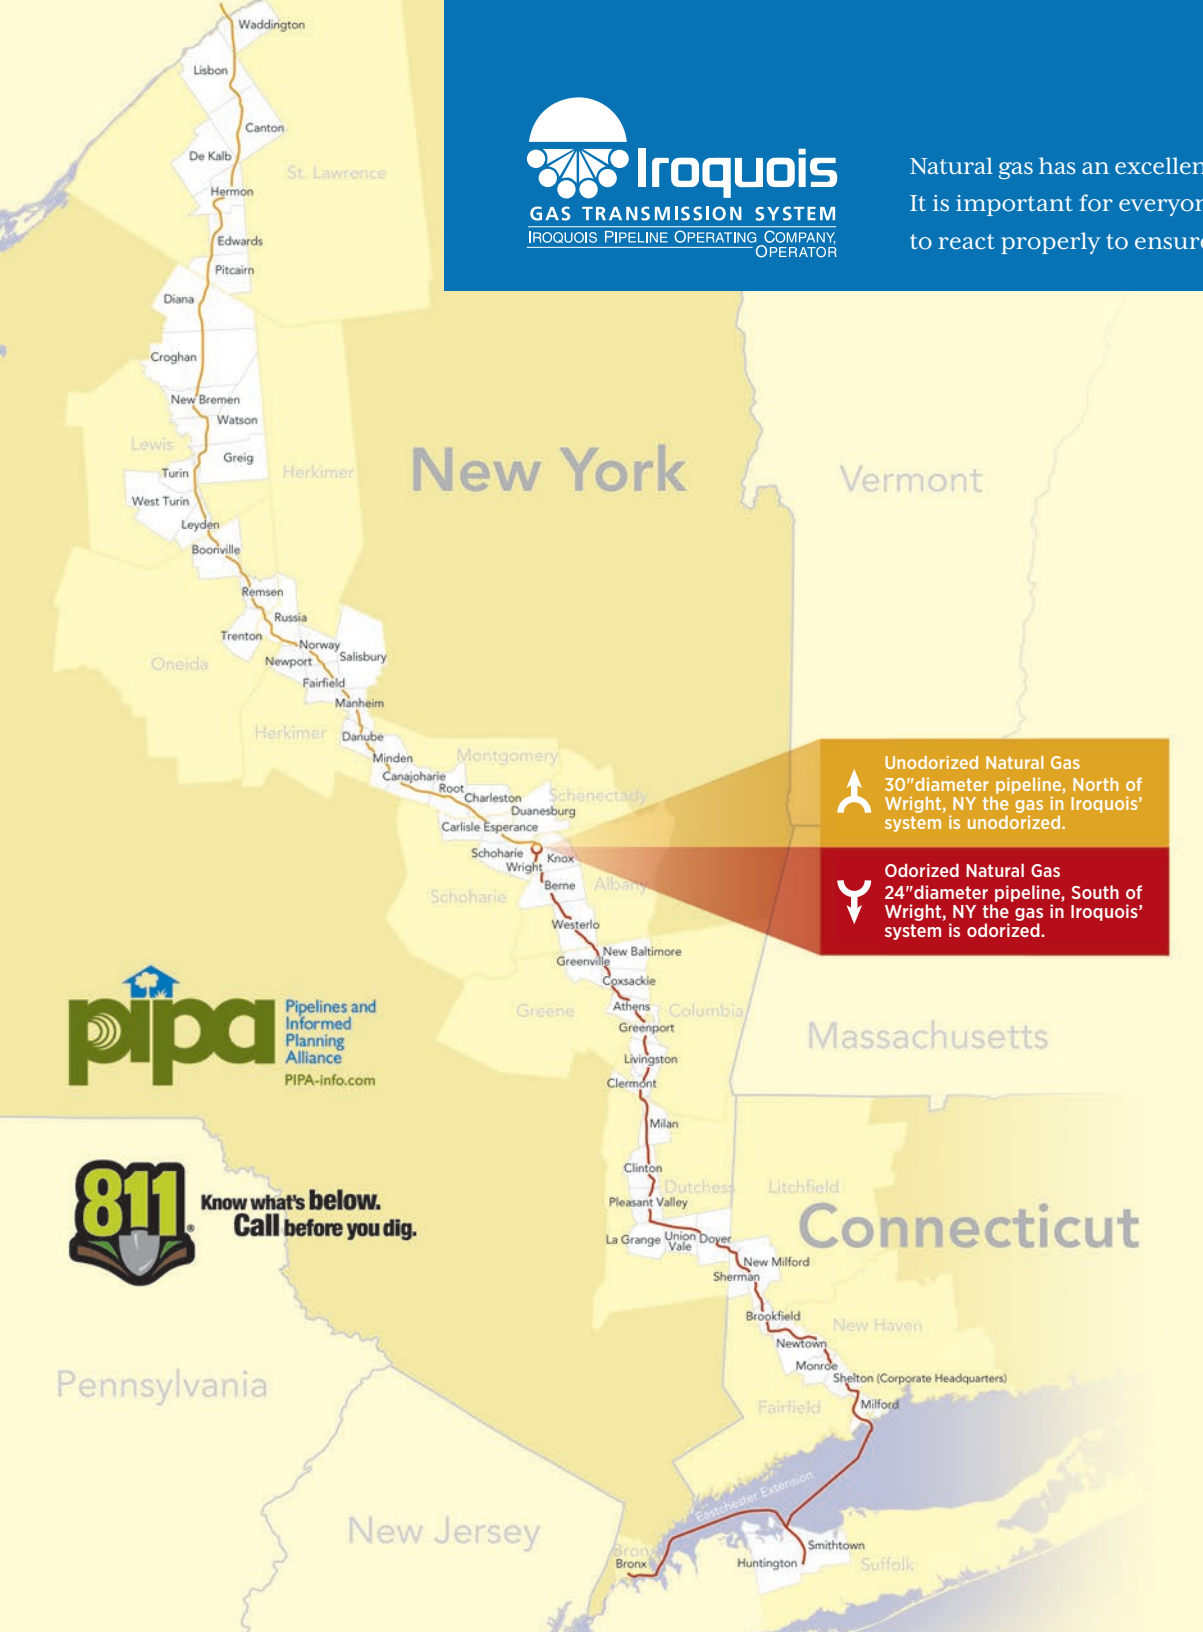 Waddington
Lisbon
Canton
De Kalb
St. Lawrence
Hermon
Edwards
Pitcairn
Diana
Croghan
New Bremen
Watson
Lewis
Greig
Turin
Herkimer
West Turin
Leyden
Boonville
Remsen
Russia
Trenton
Norway
Salisbury
Newport
Oneida
Fairfield
Manheim
Herkimer
Danube
Minden
Montgomery
Canajoharie
Root
Charleston
Schenectady
Duanesburg
Carlisle Esperance
Schoharie
Knox
Wright
Berne
Albany
Schoharie
Westerlo
New Baltimore
Greenville
Coxsackie
Athens
Greene
Columbia
Greenport
Livingston
Clermont
Milan
Clinton
Dutchess
Litchfield
Pleasant Valley
La Grange
Union
Vale
Dover
New Milford
Sherman
Brookfield
New Haven
Newtown
Monroe
Shelton (Corporate Headquarters)
Fairfield
Milford
Eastchester Extension
Smithtown
Bronx
Bronx
Huntington
Suffolk
New York
Vermont
Massachusetts
Connecticut
Pennsylvania
New Jersey
Iroquois
GAS TRANSMISSION SYSTEM
IROQUOIS PIPELINE OPERATING COMPANY,
OPERATOR
Natural gas has an excellen
It is important for everyon
to react properly to ensure
Unodorized Natural Gas
30"diameter pipeline, North of
Wright, NY the gas in Iroquois'
system is unodorized.
Odorized Natural Gas
24"diameter pipeline, South of
Wright, NY the gas in Iroquois'
system is odorized.
pipa
Pipelines and
Informed
Planning
Alliance
PIPA-info.com
811®
Know what's below.
Call before you dig.